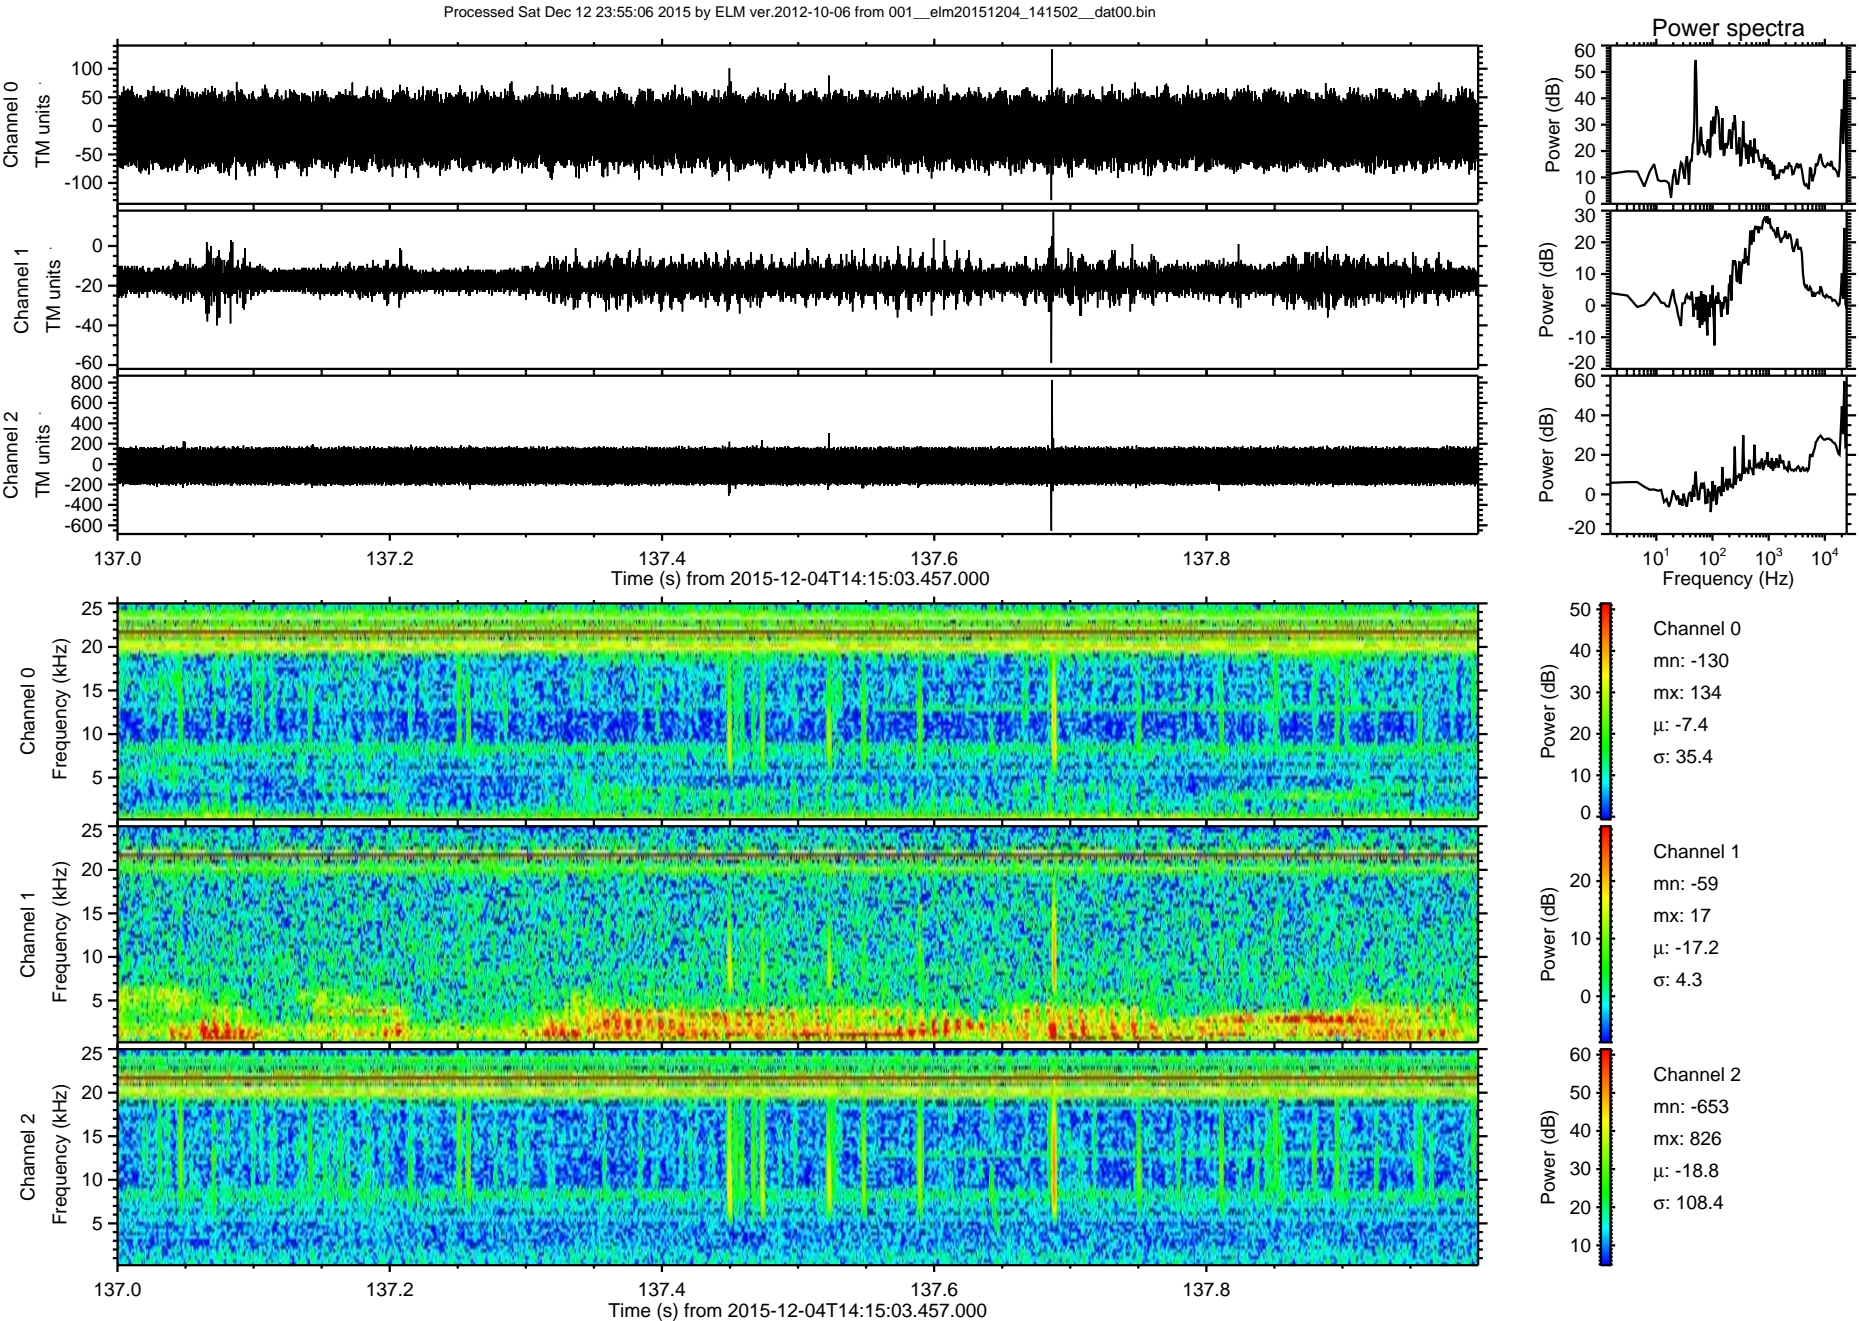 Processed Sat Dec 12 23:55:06 2015 by ELM ver.2012-10-06 from 001__elm20151204_141502__dat00.bin
Power spectra
Channel 0
TM units
100
50
0
-50
-100
Power (dB)
60
50
40
30
20
10
0
Channel 1
TM units
0
-20
-40
-60
Power (dB)
30
20
10
0
-10
-20
Channel 2
TM units
800
600
400
200
0
-200
-400
-600
Power (dB)
60
40
20
0
-20
137.0 137.2 137.4 137.6 137.8
Time (s) from 2015-12-04T14:15:03.457.000
10¹ 10² 10³ 10⁴
Frequency (Hz)
Channel 0
Frequency (kHz)
25
20
15
10
5
Power (dB)
50
40
30
20
10
0
Channel 0
mn: -130
mx: 134
μ: -7.4
σ: 35.4
Channel 1
Frequency (kHz)
25
20
15
10
5
Power (dB)
20
10
0
Channel 1
mn: -59
mx: 17
μ: -17.2
σ: 4.3
Channel 2
Frequency (kHz)
25
20
15
10
5
Power (dB)
60
50
40
30
20
10
Channel 2
mn: -653
mx: 826
μ: -18.8
σ: 108.4
137.0 137.2 137.4 137.6 137.8
Time (s) from 2015-12-04T14:15:03.457.000